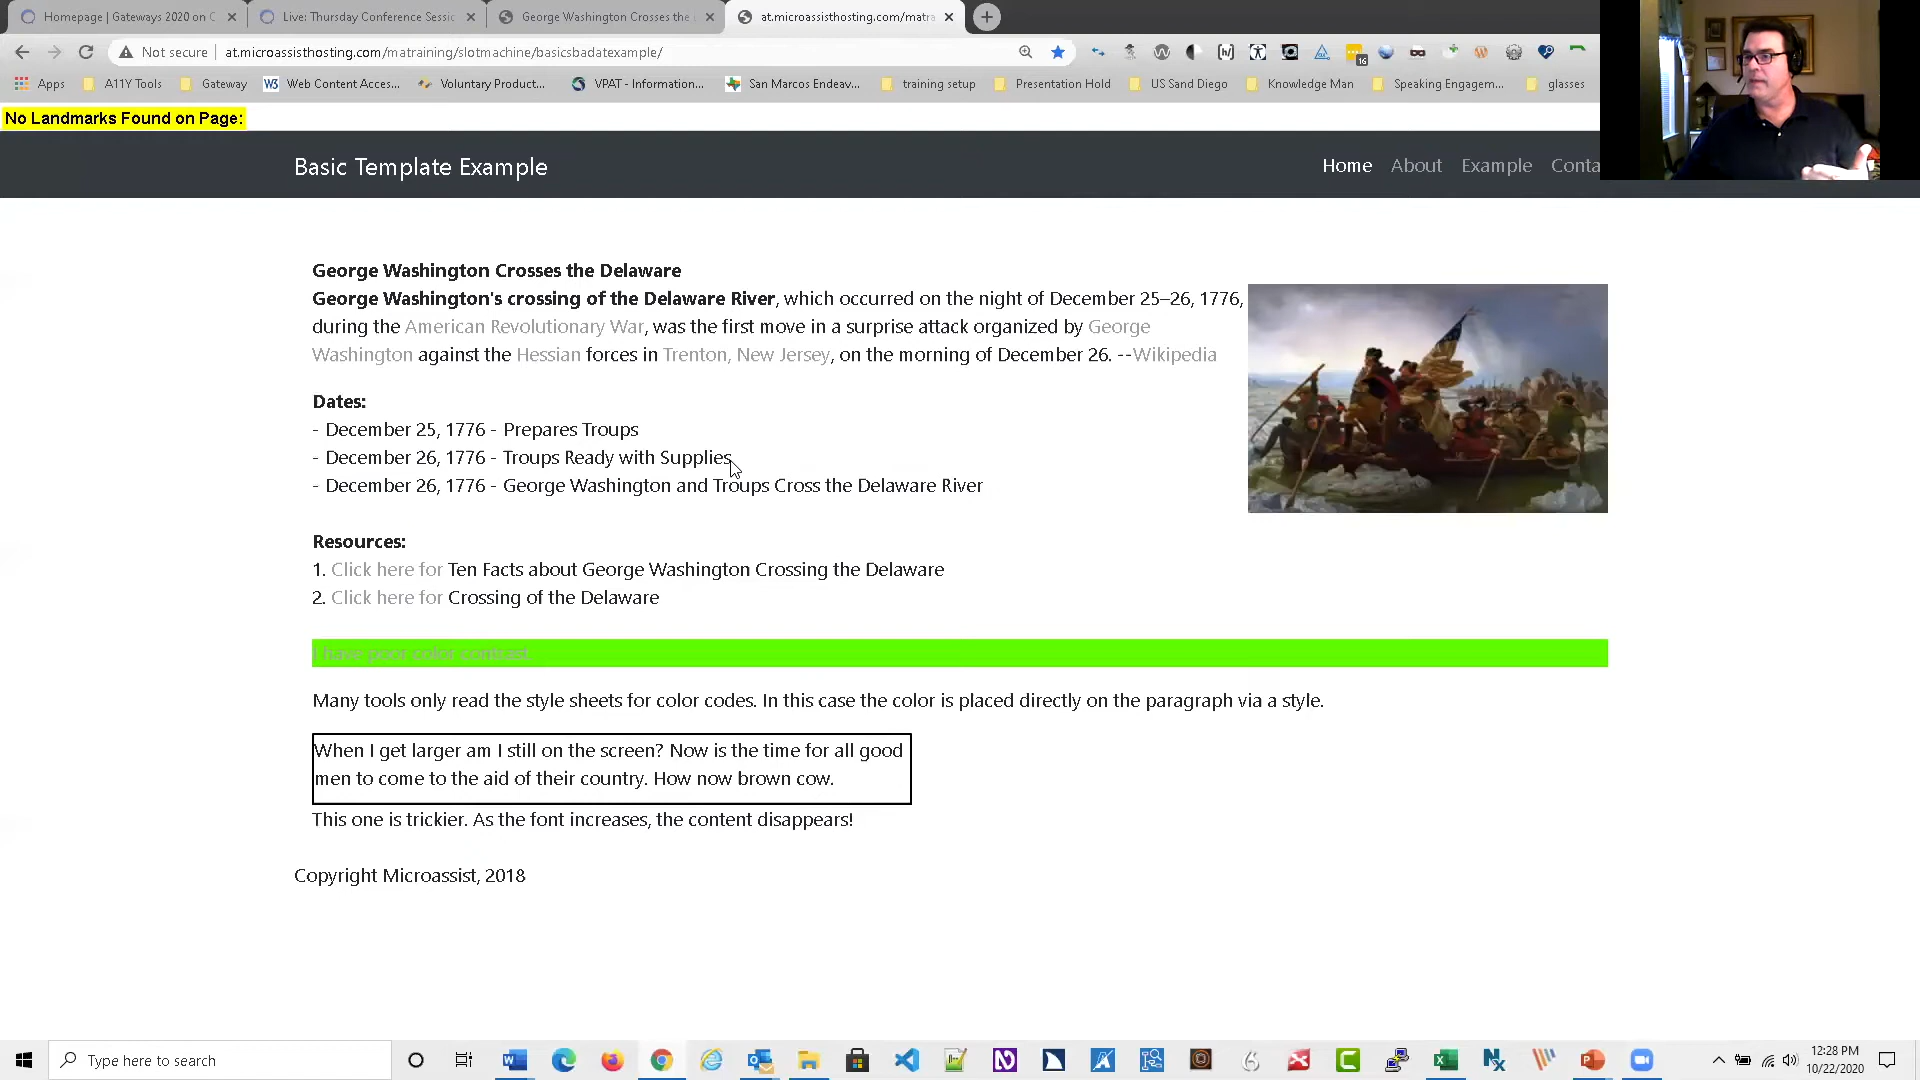 Homepage | Gateways 2020 on
Live: Thursday Conference Sessi
George Washington Crosses the
at.microassisthosting.com/matra
Not secure
at.microassisthosting.com/matraining/slotmachine/basicsbadatexample/
16
Apps
A11Y Tools
Gateway
W3
Web Content Acces...
Voluntary Product...
VPAT - Information...
San Marcos Endeav...
training setup
Presentation Hold
US Sand Diego
Knowledge Man
Speaking Engagem...
glasses
No Landmarks Found on Page:
Basic Template Example
Home About Example Conta
George Washington Crosses the Delaware
George Washington's crossing of the Delaware River, which occurred on the night of December 25–26, 1776,
during the American Revolutionary War, was the first move in a surprise attack organized by George
Washington against the Hessian forces in Trenton, New Jersey, on the morning of December 26. --Wikipedia
Dates:
- December 25, 1776 - Prepares Troups
- December 26, 1776 - Troups Ready with Supplies
- December 26, 1776 - George Washington and Troups Cross the Delaware River
Resources:
1. Click here for Ten Facts about George Washington Crossing the Delaware
2. Click here for Crossing of the Delaware
I have poor color contrast.
Many tools only read the style sheets for color codes. In this case the color is placed directly on the paragraph via a style.
When I get larger am I still on the screen? Now is the time for all good
men to come to the aid of their country. How now brown cow.
This one is trickier. As the font increases, the content disappears!
Copyright Microassist, 2018
Type here to search
12:28 PM
10/22/2020